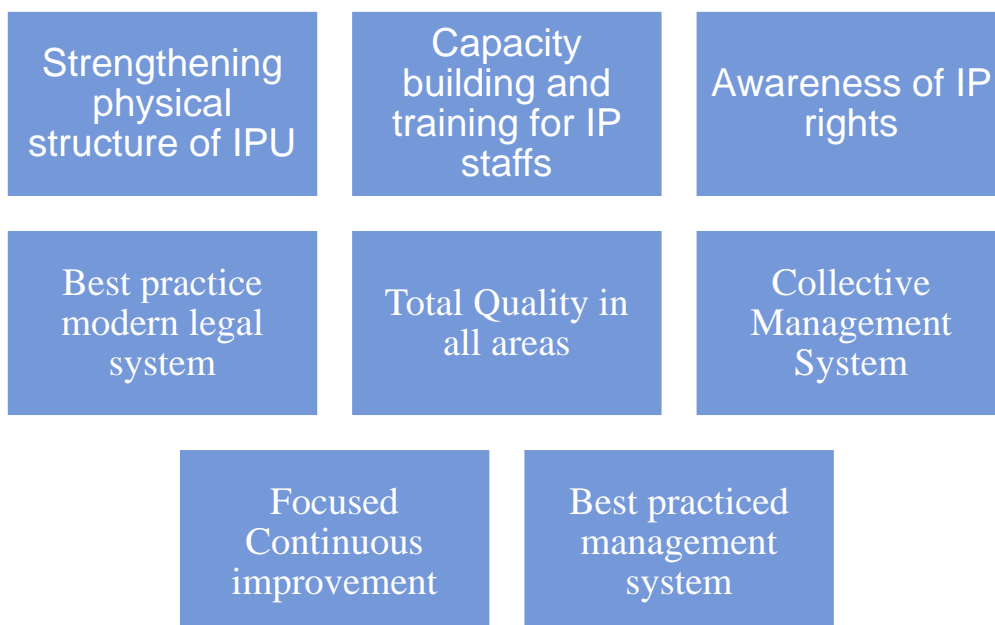 Strengthening
physical
structure of IPU
Capacity
building and
training for IP
staffs
Awareness of IP
rights
Best practice
modern legal
system
Total Quality in
all areas
Collective
Management
System
Focused
Continuous
improvement
Best practiced
management
system